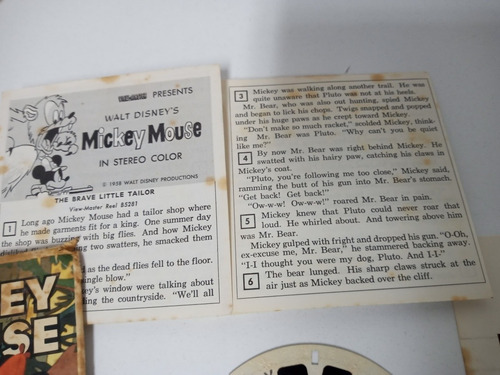 VIEW-MASTER PRESENTS
WALT DISNEY'S
Mickey Mouse
IN STEREO COLOR
© 1958 WALT DISNEY PRODUCTIONS
THE BRAVE LITTLE TAILOR
View-Master Reel B5281
1 Long ago Mickey Mouse had a tailor shop where
he made garments fit for a king. One summer day
the shop was buzzing with big flies. And how Mickey
two swatters, he smacked them
as the dead flies fell to the floor.
single blow."
ey's window were talking about
ding the countryside. "We'll all
EY
SE
3 Mickey was walking along another trail. He was
quite unaware that Pluto was not at his heels.
Mr. Bear, who was also out hunting, spied Mickey
and began to lick his chops. Twigs snapped and popped
under his huge paws as he crept toward Mickey.
"Don't make so much racket," scolded Mickey, think-
ing Mr. Bear was Pluto. "Why can't you be quiet
like me?"
4 By now Mr. Bear was right behind Mickey. He
swatted with his hairy paw, catching his claws in
Mickey's coat.
"Pluto, you're following me too close," Mickey said,
ramming the butt of his gun into Mr. Bear's stomach.
"Get back! Get back!"
"Ow-w-w! Ow-w-w!" roared Mr. Bear in pain.
5 Mickey knew that Pluto could never roar that
loud. He whirled about. And towering above him
was Mr. Bear.
Mickey gulped with fright and dropped his gun. "O-Oh,
ex-excuse me, Mr. Bear," he stammered backing away.
"I-I thought you were my dog, Pluto. And I-I-"
6 The bear lunged. His sharp claws struck at the
air just as Mickey backed over the cliff.